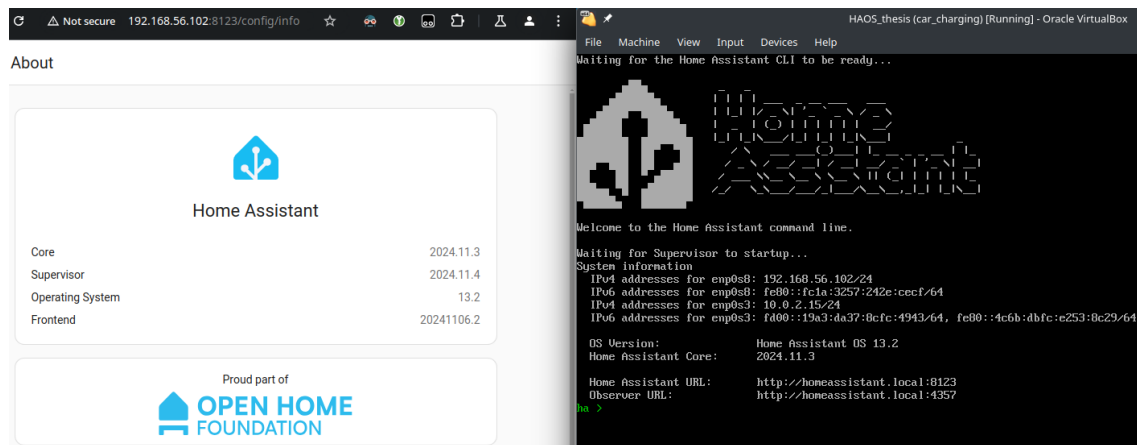 Not secure 192.168.56.102:8123/config/info
About
Home Assistant
Core 2024.11.3
Supervisor 2024.11.4
Operating System 13.2
Frontend 20241106.2
Proud part of
OPEN HOME
FOUNDATION
HAOS_thesis (car_charging) [Running] - Oracle VirtualBox
File Machine View Input Devices Help
Waiting for the Home Assistant CLI to be ready...
Home
Assistant
Welcome to the Home Assistant command line.
Waiting for Supervisor to startup...
System information
IPv4 addresses for enp0s8: 192.168.56.102/24
IPv6 addresses for enp0s8: fe80::fc1a:3257:242e:cecf/64
IPv4 addresses for enp0s3: 10.0.2.15/24
IPv6 addresses for enp0s3: fd00::19a3:da37:8cfc:4943/64, fe80::4c6b:dbfc:e253:8c29/64
OS Version: Home Assistant OS 13.2
Home Assistant Core: 2024.11.3
Home Assistant URL: http://homeassistant.local:8123
Observer URL: http://homeassistant.local:4357
ha >